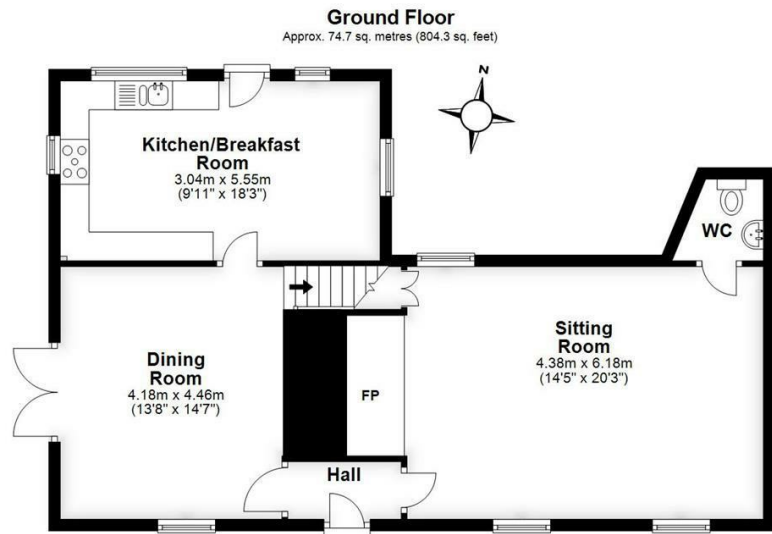 Ground Floor
Approx. 74.7 sq. metres (804.3 sq. feet)
N
Kitchen/Breakfast
Room
3.04m x 5.55m
(9'11" x 18'3")
WC
Dining
Room
4.18m x 4.46m
(13'8" x 14'7")
FP
Sitting
Room
4.38m x 6.18m
(14'5" x 20'3")
Hall